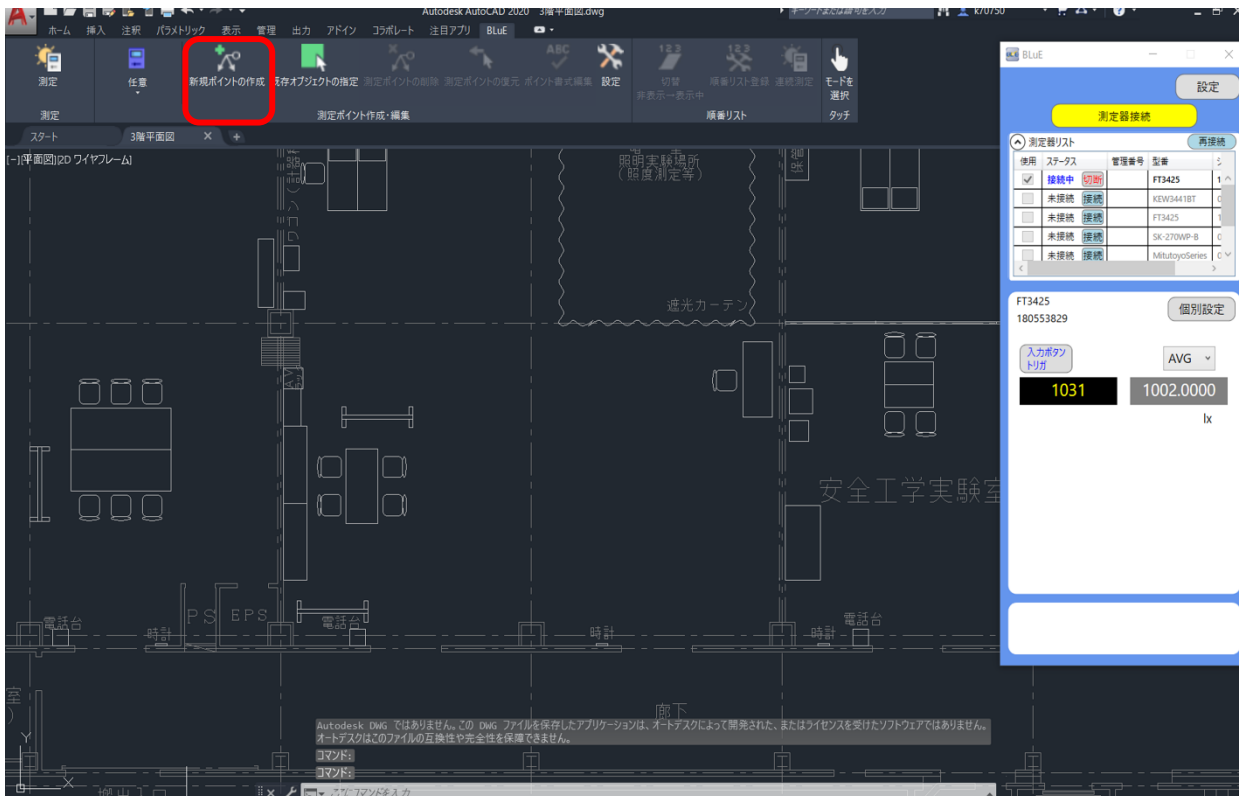 Autodesk AutoCAD 2020 3階平面図.dwg
キーワードまたは語句を入力
k70750
ホーム 挿入 注釈 パラメトリック 表示 管理 出力 アドイン コラボレート 注目アプリ BLuE
測定
任意
新規ポイントの作成
既存オブジェクトの指定
測定ポイントの削除
測定ポイントの復元
ABC
ポイント書式編集
設定
123
切替
非表示―表示中
123
順番リスト登録
連続測定
モードを
選択
測定
測定ポイント作成・編集
順番リスト
タッチ
スタート
3階平面図
[−][平面図][2D ワイヤフレーム]
照明実験場所
(照度測定等)
遮光カーテン
安全工学実験室
PS EPS
電話台
時計
電話台
時計
時計
電話台
廊下
室
Autodesk DWG ではありません。この DWG ファイルを保存したアプリケーションは、オートデスクによって開発された、またはライセンスを受けたソフトウェアではありません。
オートデスクはこのファイルの互換性や完全性を保障できません。
コマンド:
コマンド:
ここにコマンドを入力
Y
X
BLuE
設定
測定器接続
測定器リスト
再接続
使用 ステータス 管理番号 型番
接続中 切断 FT3425
未接続 接続 KEW3441BT
未接続 接続 FT3425
未接続 接続 SK-270WP-B
未接続 接続 MitutoyoSeries
FT3425
180553829
個別設定
入力ボタン
トリガ
AVG
1031
1002.0000
lx